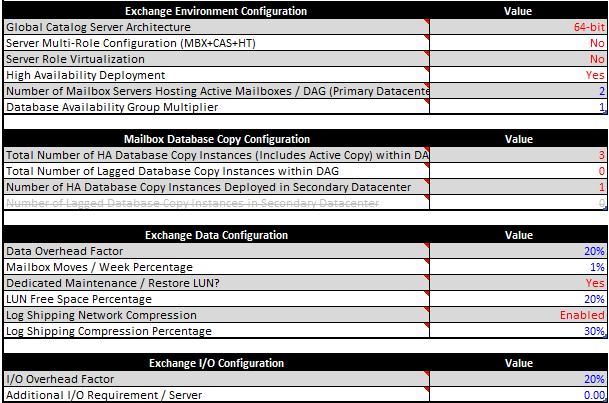 Exchange Environment Configuration Value
Global Catalog Server Architecture 64-bit
Server Multi-Role Configuration (MBX+CAS+HT) No
Server Role Virtualization No
High Availability Deployment Yes
Number of Mailbox Servers Hosting Active Mailboxes / DAG (Primary Datacente 2
Database Availability Group Multiplier 1
Mailbox Database Copy Configuration Value
Total Number of HA Database Copy Instances (Includes Active Copy) within DA 3
Total Number of Lagged Database Copy Instances within DAG 0
Number of HA Database Copy Instances Deployed in Secondary Datacenter 1
Number of Lagged Database Copy Instances in Secondary Datacenter 0
Exchange Data Configuration Value
Data Overhead Factor 20%
Mailbox Moves / Week Percentage 1%
Dedicated Maintenance / Restore LUN? Yes
LUN Free Space Percentage 20%
Log Shipping Network Compression Enabled
Log Shipping Compression Percentage 30%
Exchange I/O Configuration Value
I/O Overhead Factor 20%
Additional I/O Requirement / Server 0.00